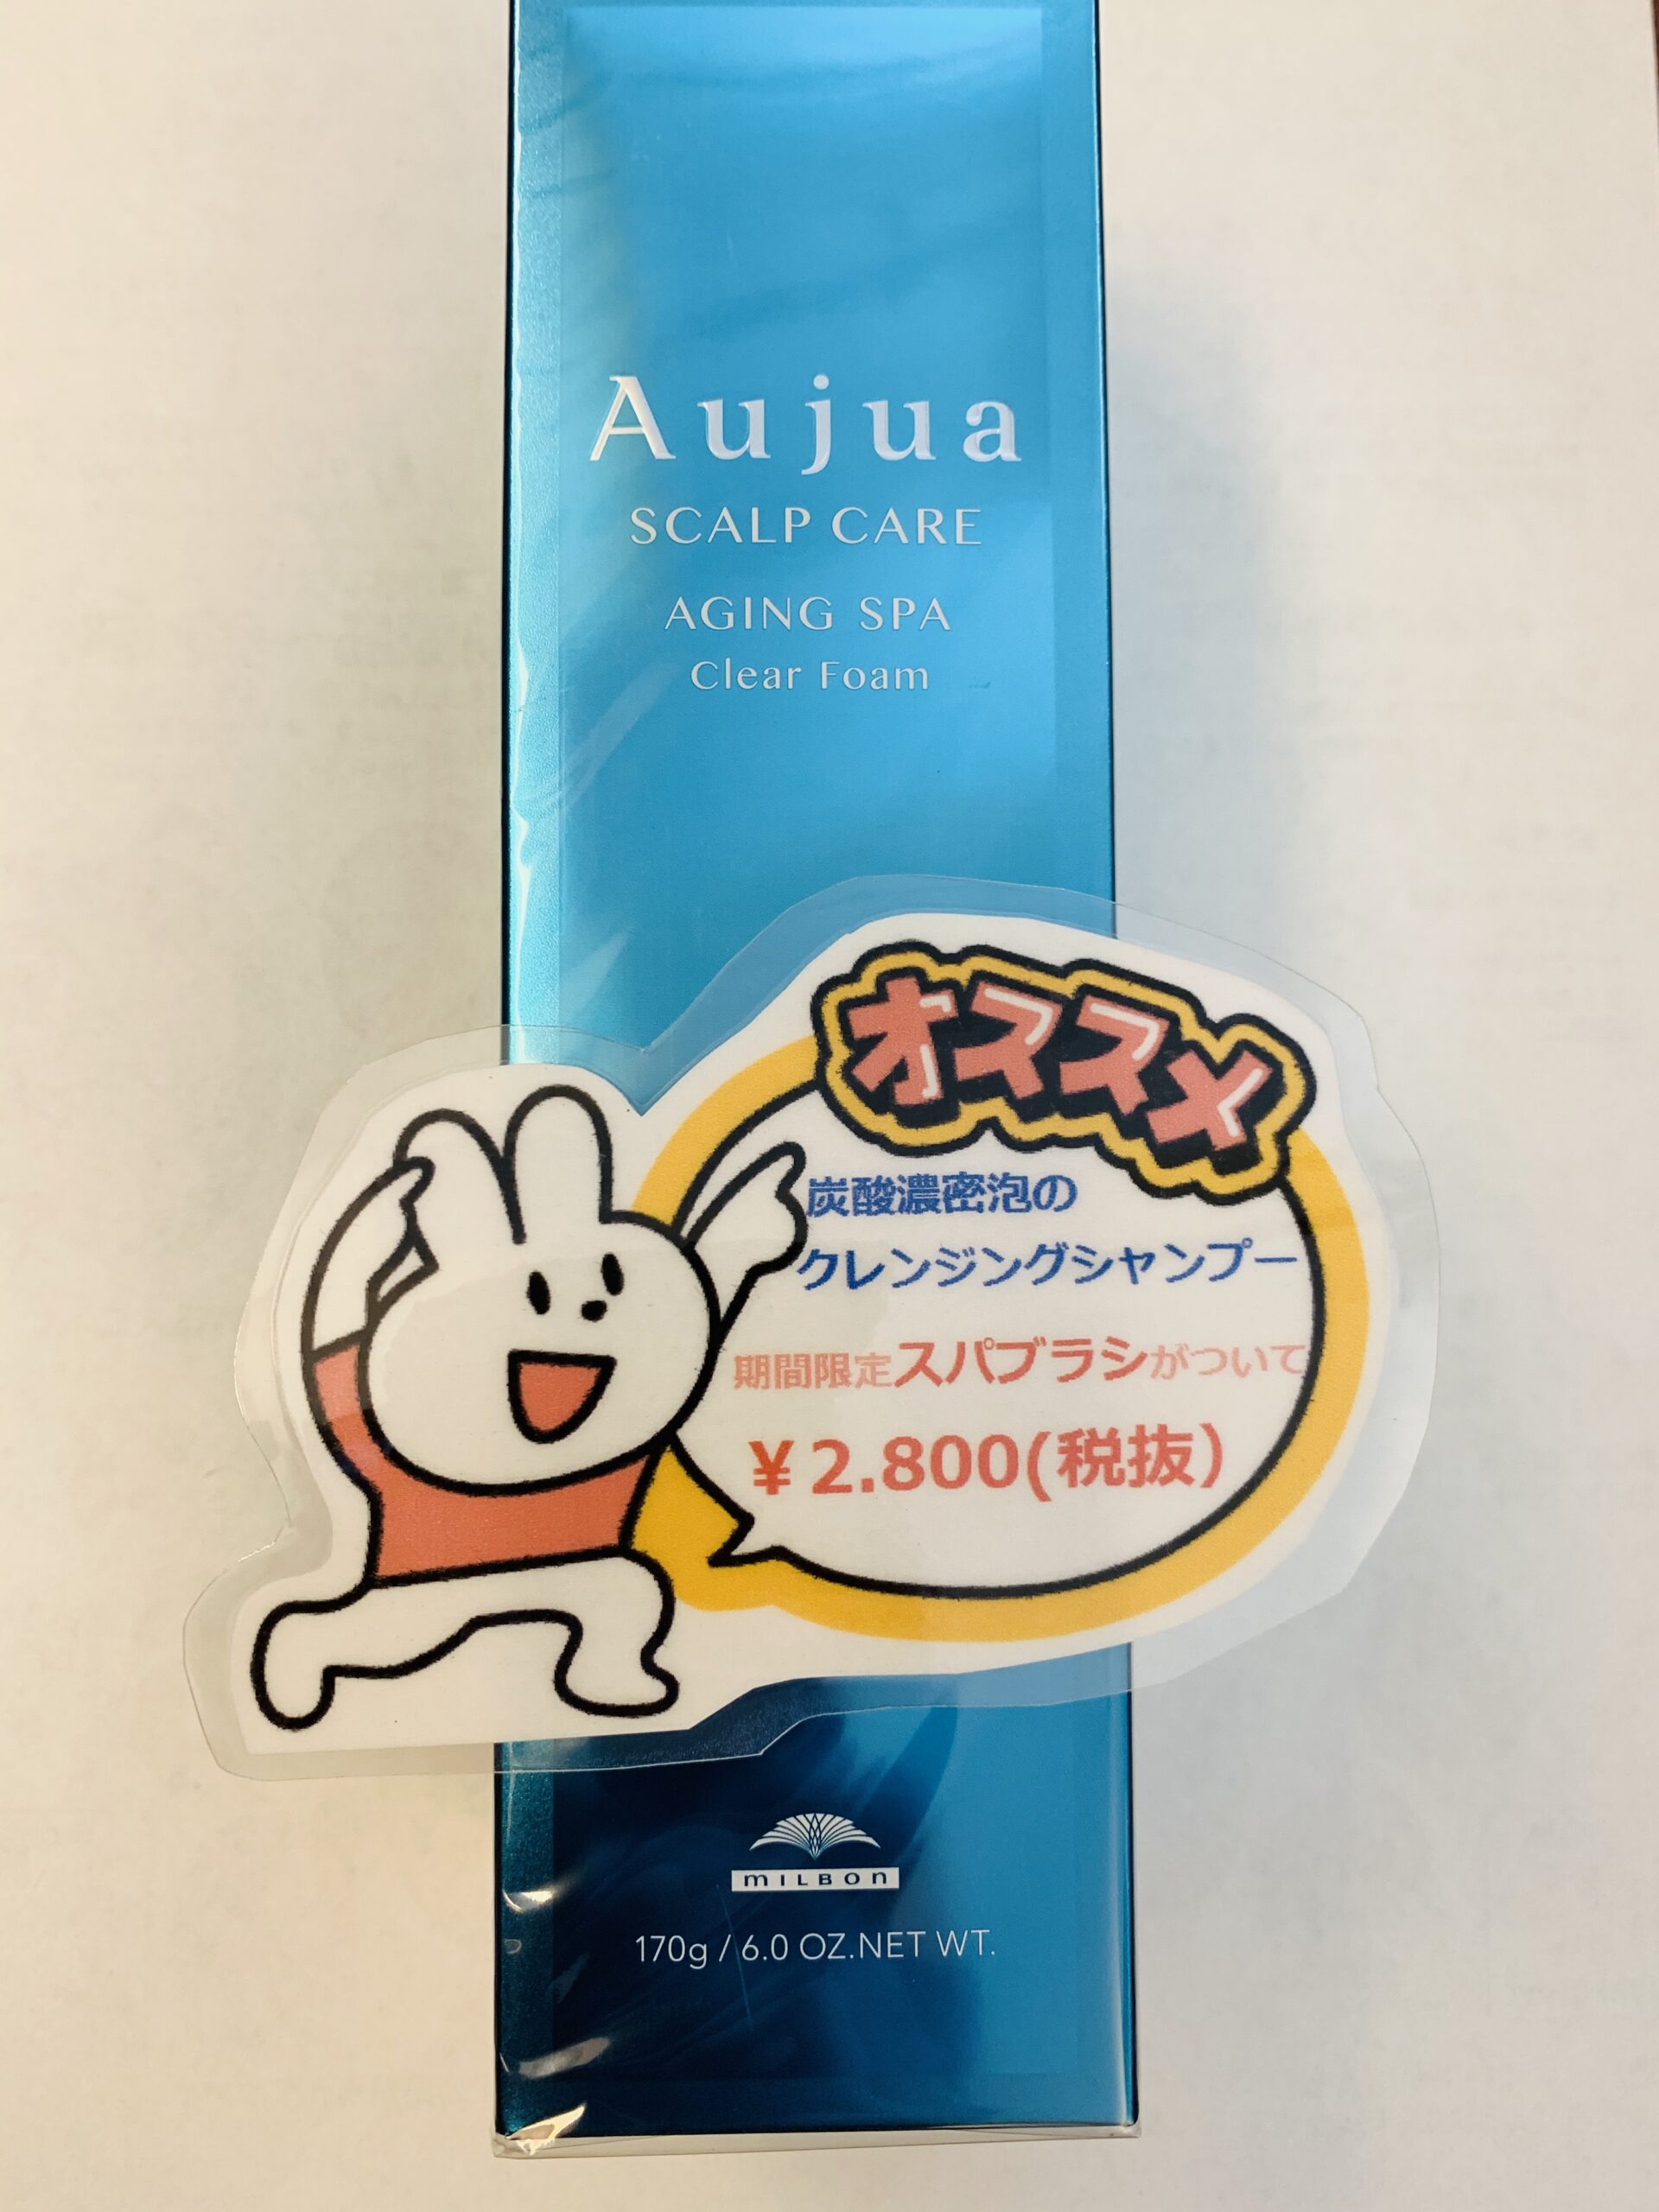 Aujua
SCALP CARE
AGING SPA
Clear Foam
オススメ
炭酸濃密泡の
クレンジングシャンプー
期間限定スパブラシがついて
¥2.800(税抜)
MILBON
170g / 6.0 OZ.NET WT.